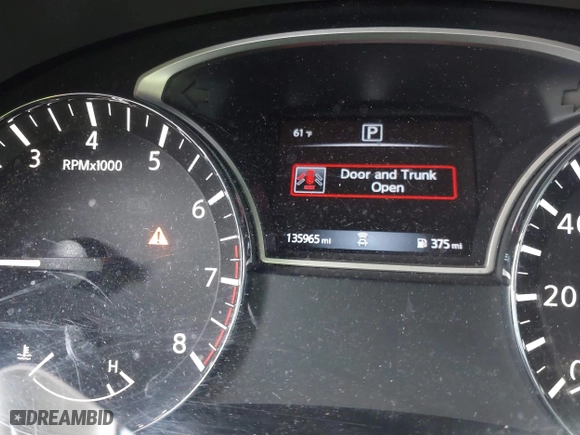 61 °F
P
Door and Trunk
Open
135965 mi
375 mi
3
4
5
6
7
8
RPMx1000
H
40
20
0
DREAMBID